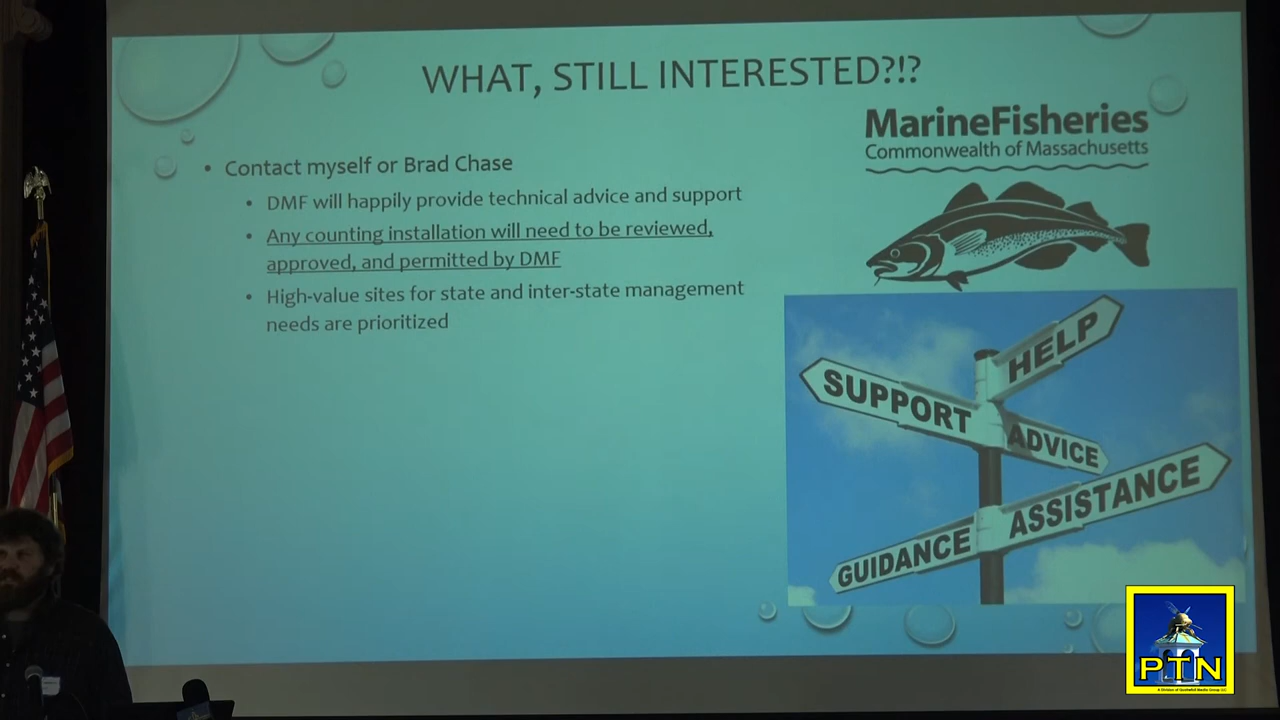 WHAT, STILL INTERESTED?!?
MarineFisheries
Commonwealth of Massachusetts
• Contact myself or Brad Chase
• DMF will happily provide technical advice and support
• Any counting installation will need to be reviewed,
approved, and permitted by DMF
• High-value sites for state and inter-state management
needs are prioritized
HELP
SUPPORT
ADVICE
ASSISTANCE
GUIDANCE
PTN